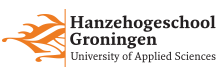 Hanzehogeschool
Groningen
University of Applied Sciences